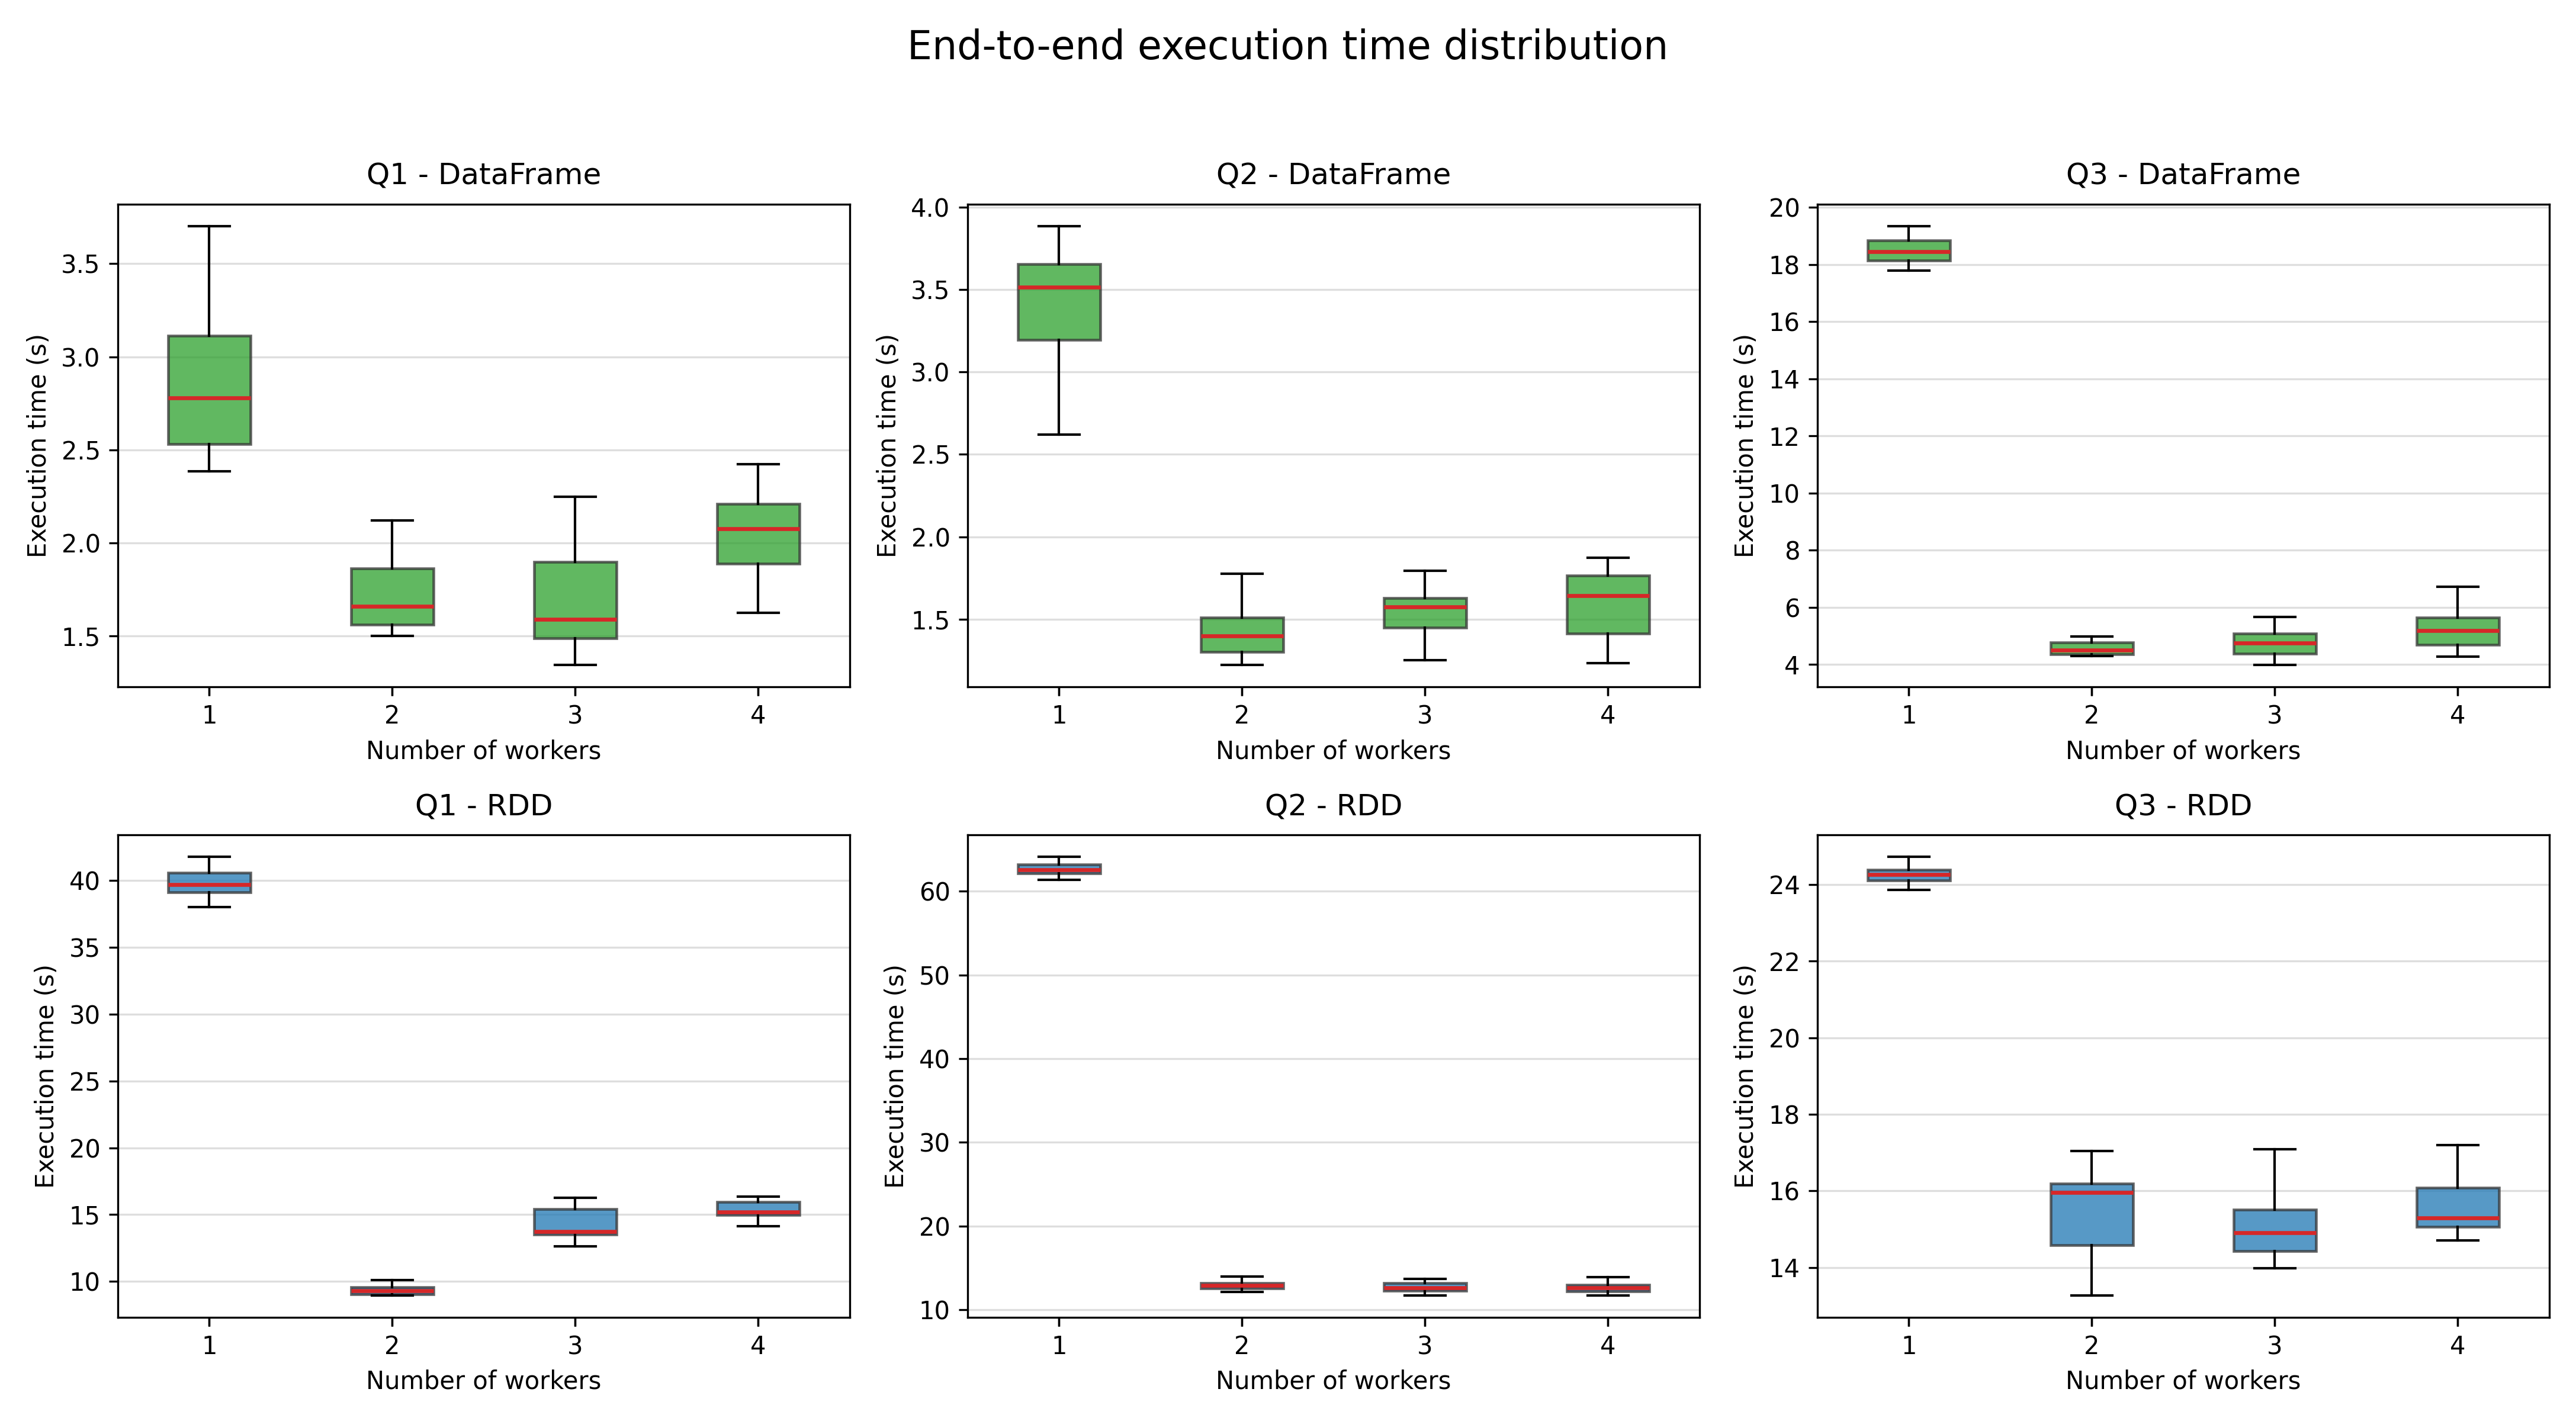 End-to-end execution time distribution
Q1 - DataFrame
Execution time (s)
3.5
3.0
2.5
2.0
1.5
1 2 3 4
Number of workers
Q2 - DataFrame
Execution time (s)
4.0
3.5
3.0
2.5
2.0
1.5
1 2 3 4
Number of workers
Q3 - DataFrame
Execution time (s)
20
18
16
14
12
10
8
6
4
1 2 3 4
Number of workers
Q1 - RDD
Execution time (s)
40
35
30
25
20
15
10
1 2 3 4
Number of workers
Q2 - RDD
Execution time (s)
60
50
40
30
20
10
1 2 3 4
Number of workers
Q3 - RDD
Execution time (s)
24
22
20
18
16
14
1 2 3 4
Number of workers